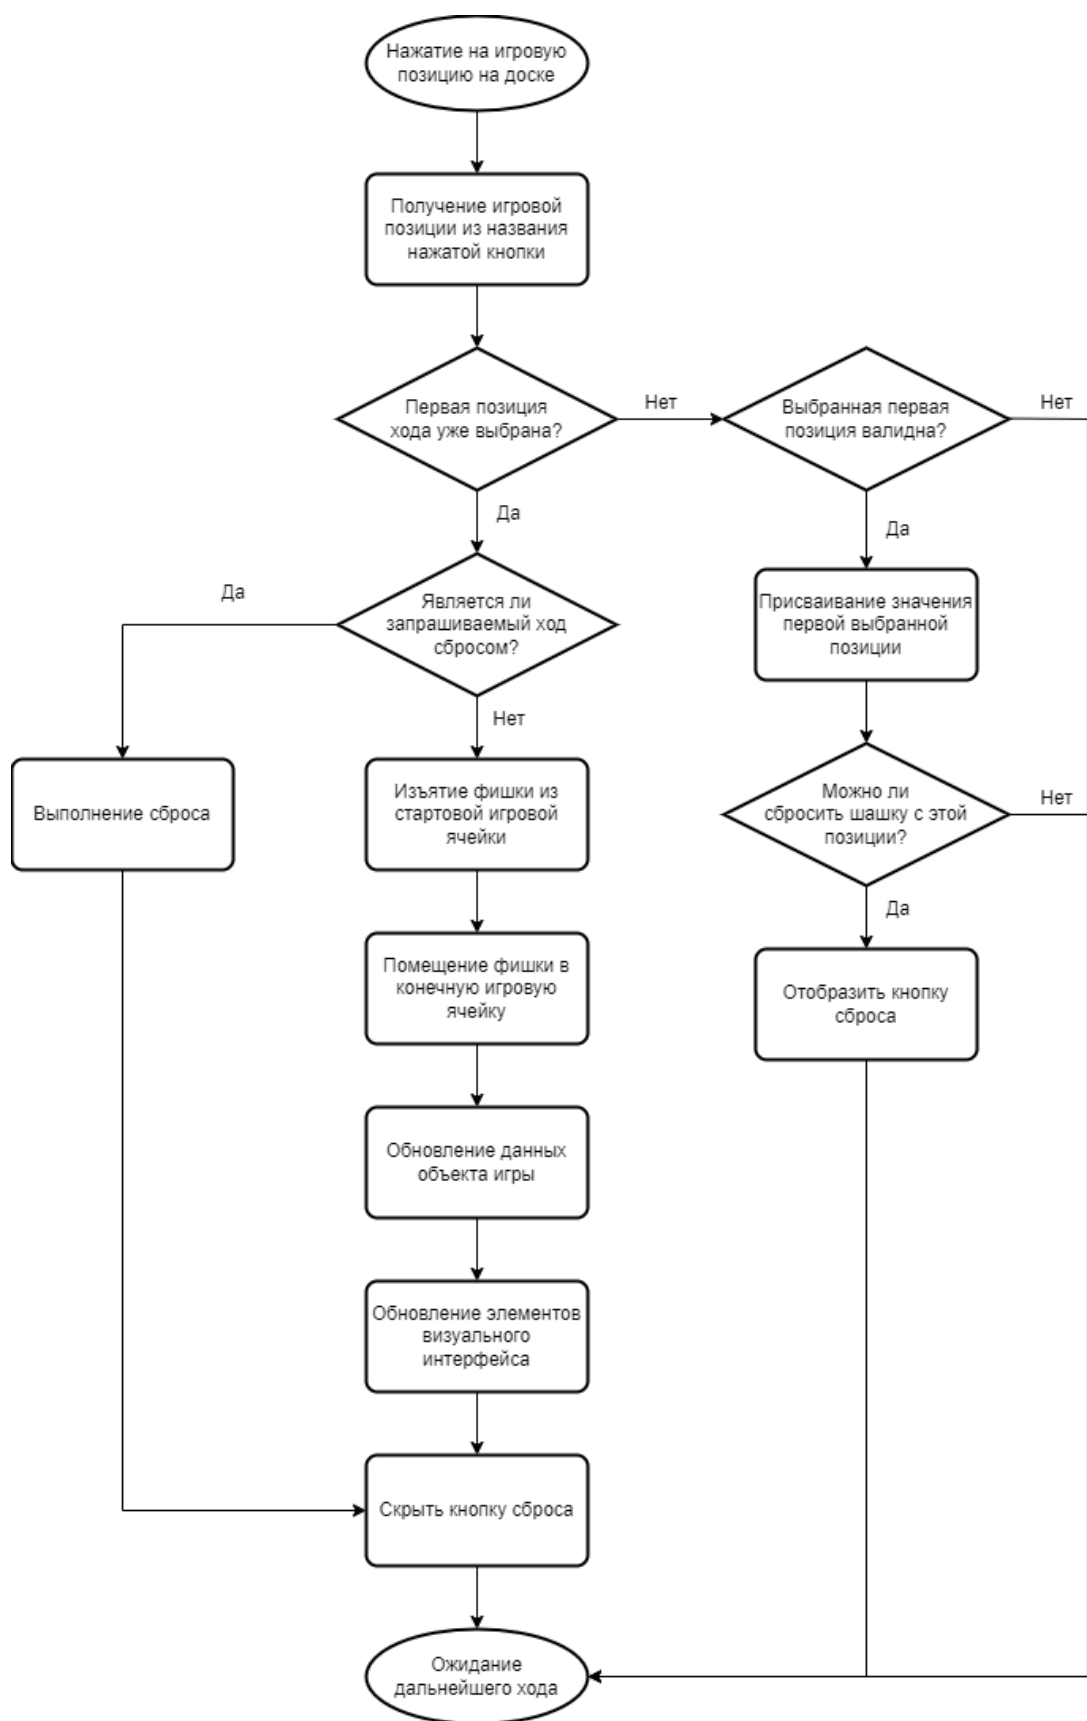 Нажатие на игровую
позицию на доске
Получение игровой
позиции из названия
нажатой кнопки
Первая позиция
хода уже выбрана?
Нет
Выбранная первая
позиция валидна?
Нет
Да
Да
Является ли
запрашиваемый ход
сбросом?
Да
Присваивание значения
первой выбранной
позиции
Нет
Выполнение сброса
Изъятие фишки из
стартовой игровой
ячейки
Можно ли
сбросить шашку с этой
позиции?
Нет
Да
Помещение фишки в
конечную игровую
ячейку
Отобразить кнопку
сброса
Обновление данных
объекта игры
Обновление элементов
визуального
интерфейса
Скрыть кнопку сброса
Ожидание
дальнейшего хода